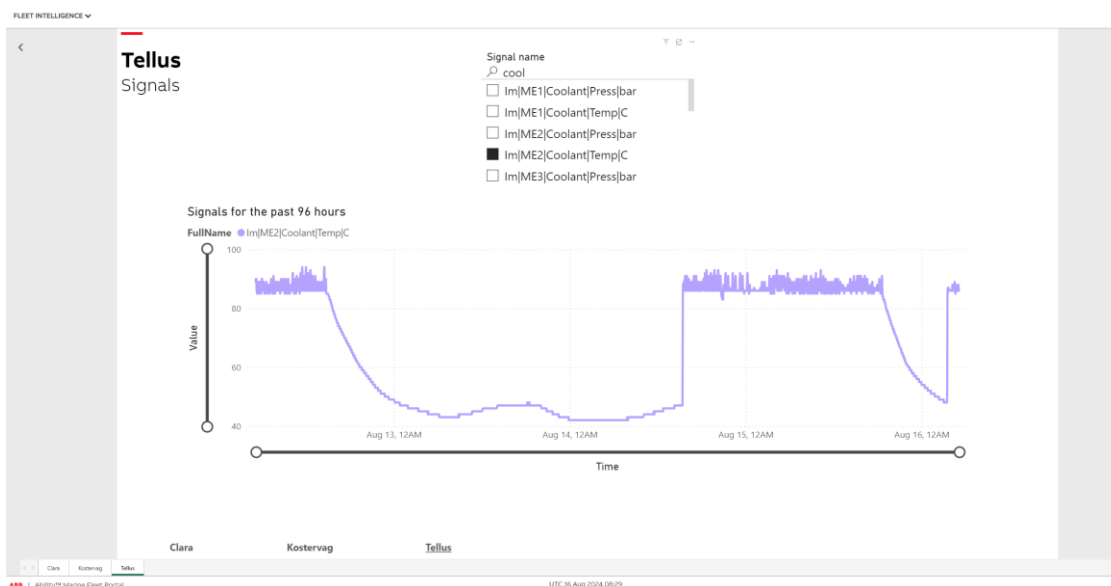 FLEET INTELLIGENCE
Tellus
Signals
Signal name
cool
Im|ME1|Coolant|Press|bar
Im|ME1|Coolant|Temp|C
Im|ME2|Coolant|Press|bar
Im|ME2|Coolant|Temp|C
Im|ME3|Coolant|Press|bar
Signals for the past 96 hours
FullName Im|ME2|Coolant|Temp|C
100
80
60
40
Value
Aug 13, 12AM Aug 14, 12AM Aug 15, 12AM Aug 16, 12AM
Time
Clara Kostervag Tellus
Clara Kostervag Tellus
ABB | Ability™ Marine Fleet Portal UTC 16 Aug 2024 08:29